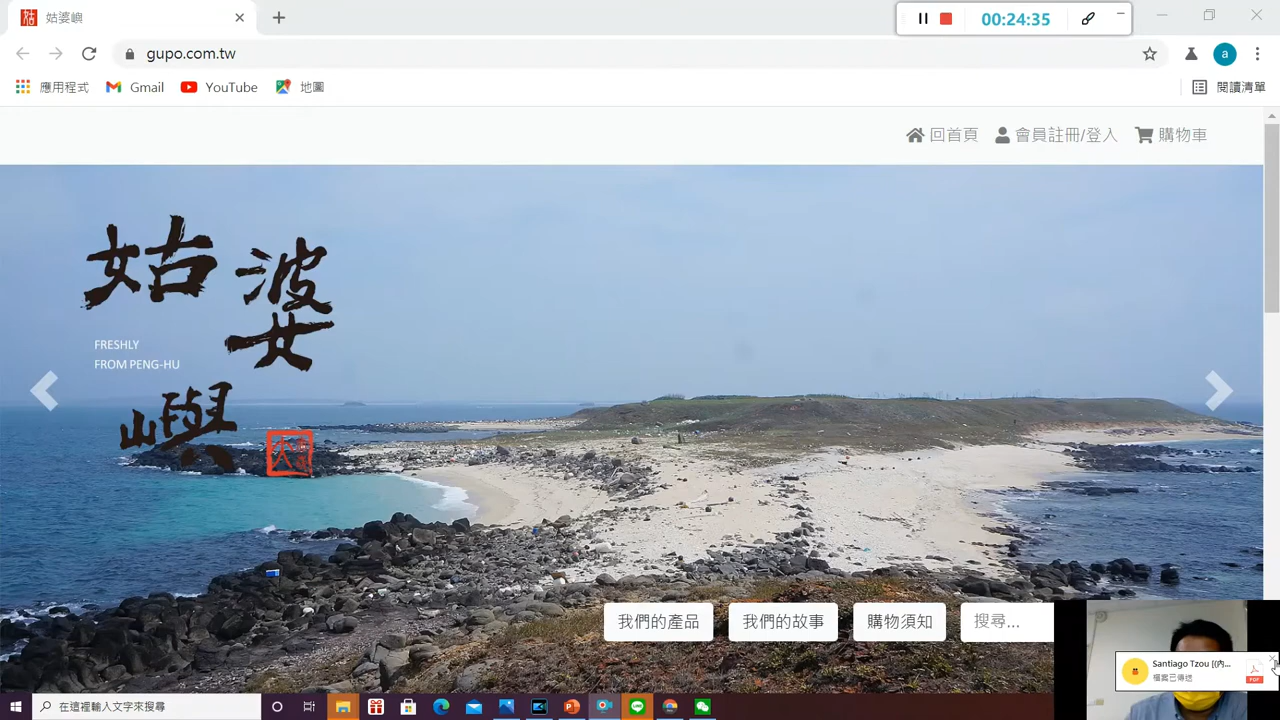 姑婆嶼
00:24:35
a
gupo.com.tw
應用程式
Gmail
YouTube
地圖
閱讀清單
回首頁
會員註冊/登入
購物車
姑婆嶼
FRESHLY
FROM PENG-HU
我們的產品
我們的故事
購物須知
搜尋...
Santiago Tzou [(內...
檔案已傳送
PDF
在這裡輸入文字來搜尋